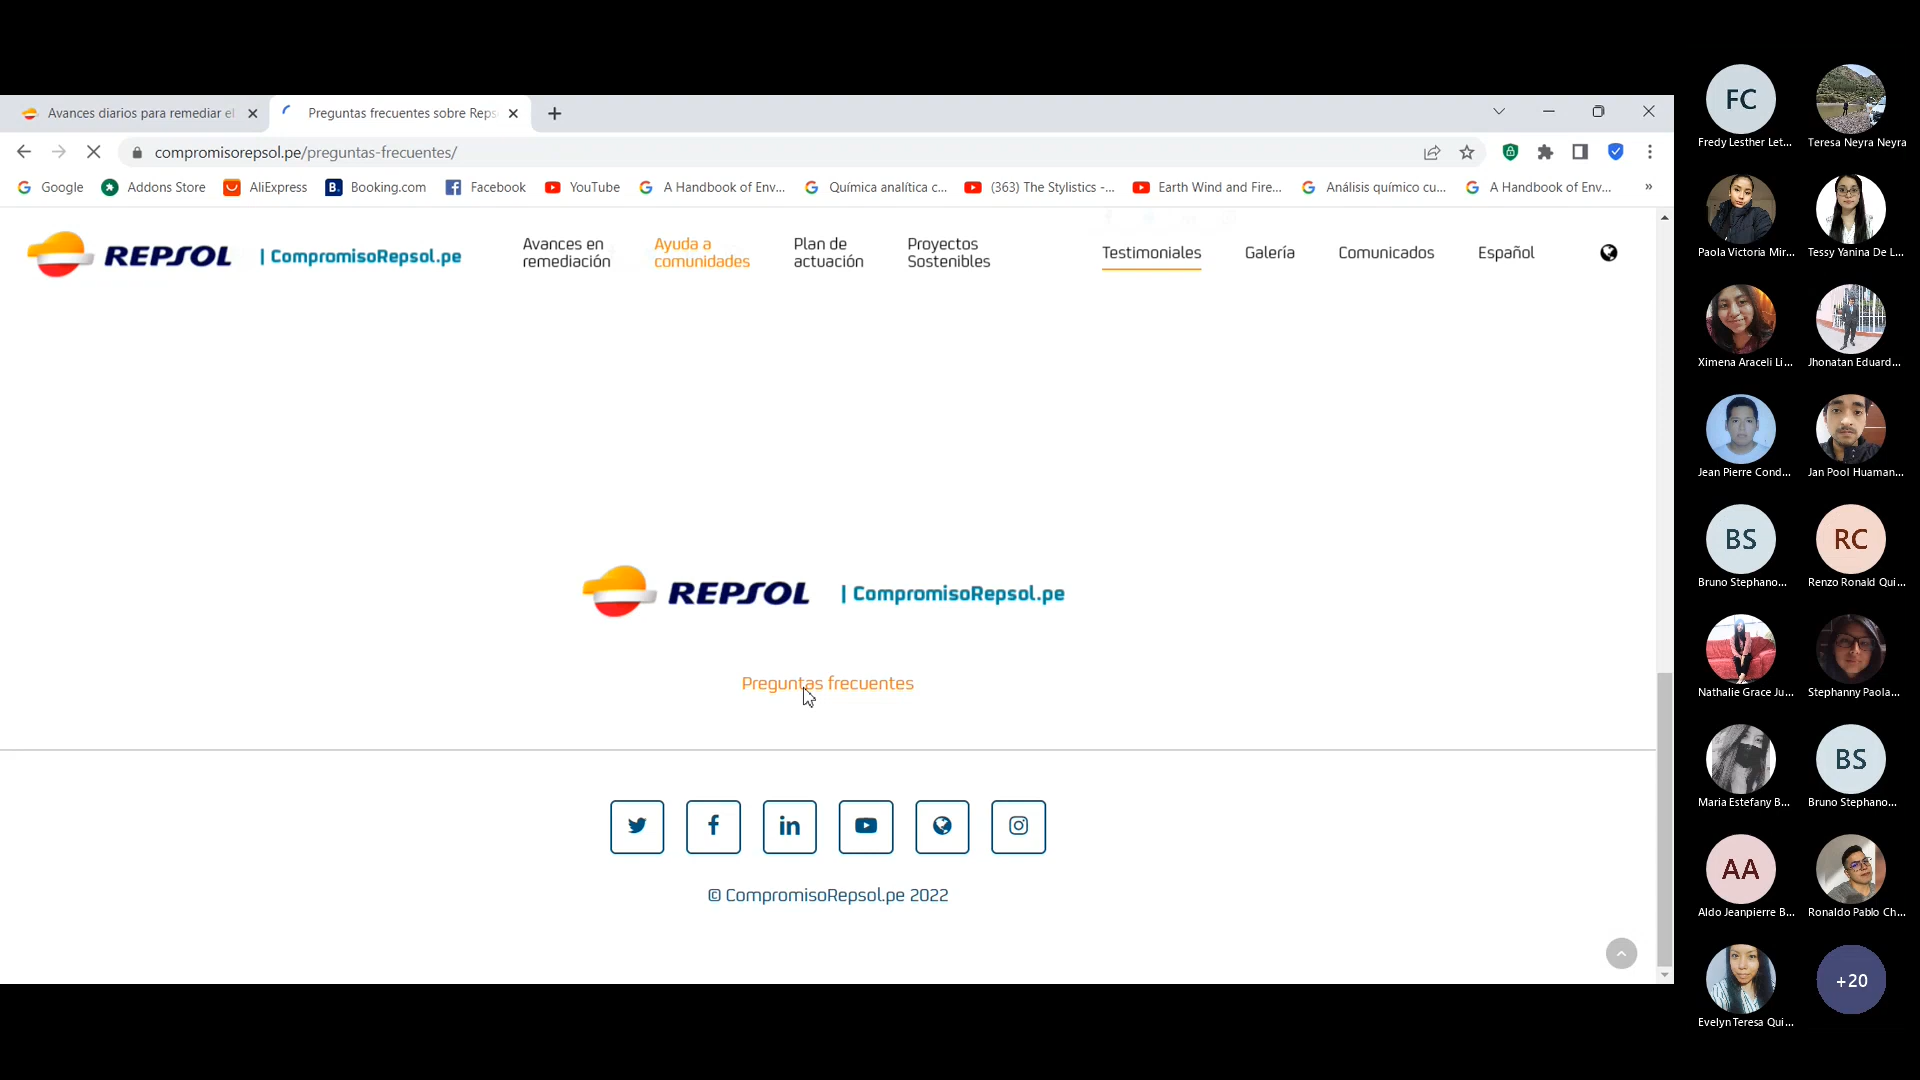 Avances diarios para remediar el
Preguntas frecuentes sobre Reps
compromisorepsol.pe/preguntas-frecuentes/
Google
Addons Store
AliExpress
B.
Booking.com
Facebook
YouTube
A Handbook of Env...
Química analítica c...
(363) The Stylistics -...
Earth Wind and Fire...
Análisis químico cu...
A Handbook of Env...
»
REPSOL
| CompromisoRepsol.pe
Avances en
remediación
Ayuda a
comunidades
Plan de
actuación
Proyectos
Sostenibles
Testimoniales
Galería
Comunicados
Español
REPSOL
| CompromisoRepsol.pe
Preguntas frecuentes
© CompromisoRepsol.pe 2022
FC
Fredy Lesther Let...
Teresa Neyra Neyra
Paola Victoria Mir...
Tessy Yanina De L...
Ximena Araceli Li...
Jhonatan Eduard...
Jean Pierre Cond...
Jan Pool Huaman...
BS
Bruno Stephano...
RC
Renzo Ronald Qui...
Nathalie Grace Ju...
Stephanny Paola...
Maria Estefany B...
BS
Bruno Stephano...
AA
Aldo Jeanpierre B...
Ronaldo Pablo Ch...
Evelyn Teresa Qui...
+20